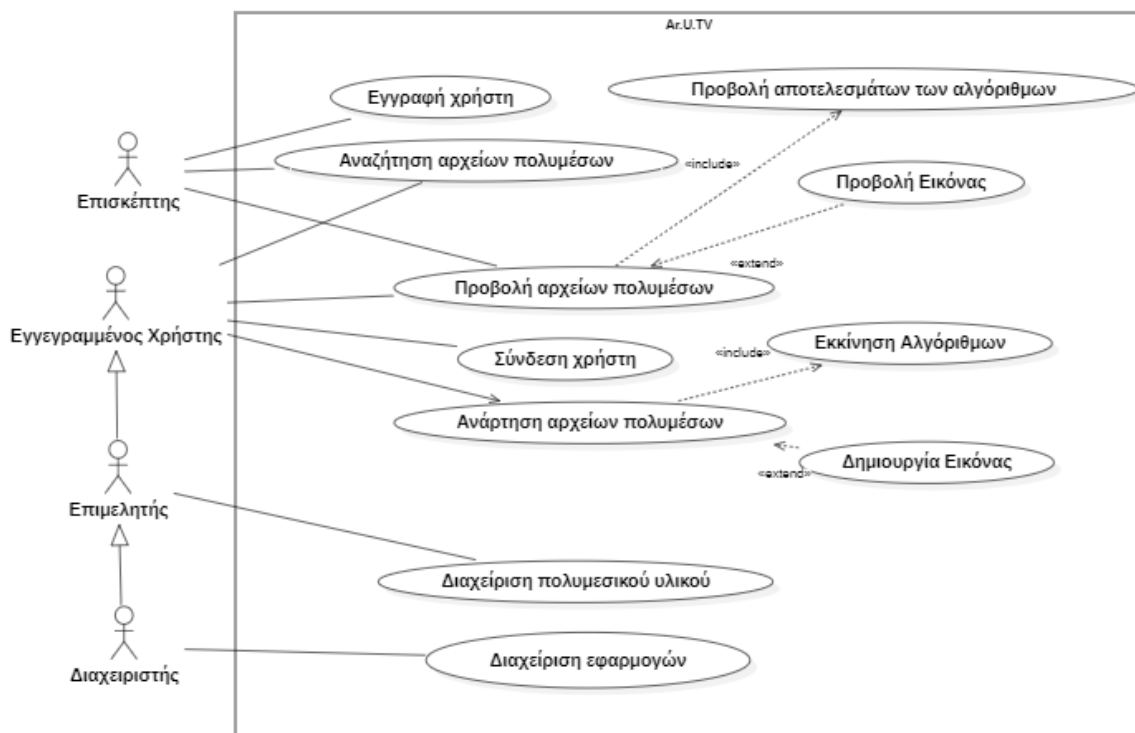 Ar.U.TV
Εγγραφή χρήστη
Προβολή αποτελεσμάτων των αλγόριθμων
Αναζήτηση αρχείων πολυμέσων
«include»
Προβολή Εικόνας
Επισκέπτης
«extend»
Προβολή αρχείων πολυμέσων
Εγγεγραμμένος Χρήστης
Σύνδεση χρήστη
«include»
Εκκίνηση Αλγόριθμων
Ανάρτηση αρχείων πολυμέσων
«extend»
Δημιουργία Εικόνας
Επιμελητής
Διαχείριση πολυμεσικού υλικού
Διαχειριστής
Διαχείριση εφαρμογών